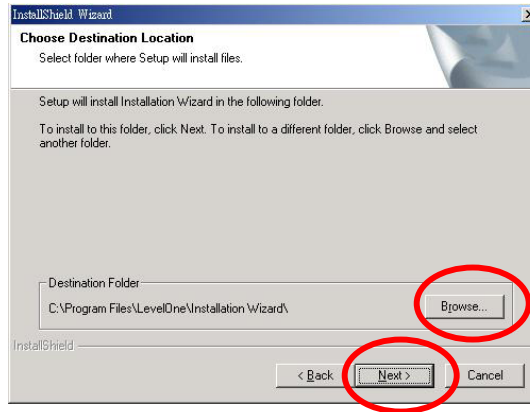 InstallShield Wizard
Choose Destination Location
Select folder where Setup will install files.
Setup will install Installation Wizard in the following folder.
To install to this folder, click Next. To install to a different folder, click Browse and select
another folder.
Destination Folder
C:\Program Files\LevelOne\Installation Wizard\
Browse...
InstallShield
< Back
Next >
Cancel